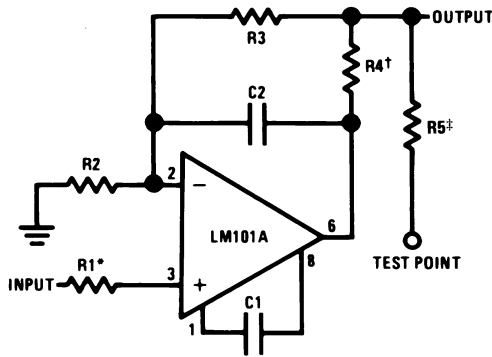 R3
OUTPUT
R4†
C2
R5‡
R2
2
−
6
LM101A
8
TEST POINT
INPUT
R1*
3
+
1
C1